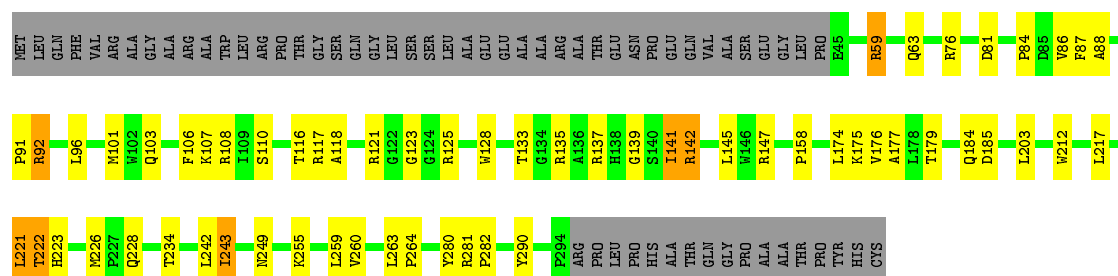 MET LEU GLN PHE VAL ARG ALA GLY ALA ARG ALA TRP LEU ARG PRO THR GLY SER GLN GLY LEU SER SER LEU ALA GLU GLU ALA ALA ARG ALA THR GLU ASN PRO GLU GLN VAL ALA SER GLU GLY LEU PRO E45 R59 Q63 R76 D81 P84 D85 V86 F87 A88
P91 R92 L96 M101 W102 Q103 F106 K107 R108 I109 S110 T116 R117 A118 R121 G122 G123 G124 R125 W128 T133 G134 R135 A136 R137 H138 G139 S140 I141 R142 L145 W146 R147 P158 L174 K175 V176 A177 L178 T179 Q184 D185 L203 W212 L217
L221 T222 H223 M226 P227 Q228 T234 L242 I243 N249 K255 L259 V260 L263 P264 Y280 R281 P282 Y290 P294 ARG PRO LEU PRO HIS ALA THR GLN GLY PRO ALA ALA THR PRO TYR HIS CYS